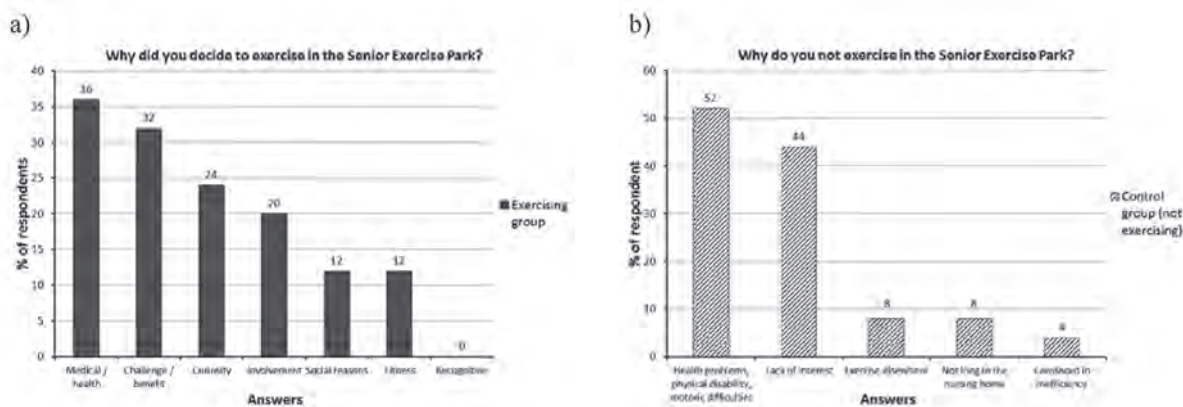 a)
Why did you decide to exercise in the Senior Exercise Park?
% of respondents
40
35
30
25
20
15
10
5
0
36
32
24
20
12
12
0
Medical /
health
Challenge /
benefit
Curiosity
Involvement
Social reasons
Fitness
Recognition
Answers
Exercising
group
b)
Why do you not exercise in the Senior Exercise Park?
% of respondent
60
50
40
30
20
10
0
52
44
8
8
4
Health problems,
physical disability,
motoric difficulties
Lack of interest
Exercise elsewhere
Not long in the
nursing home
Convinced in
inefficiency
Answers
Control
group (not
exercising)